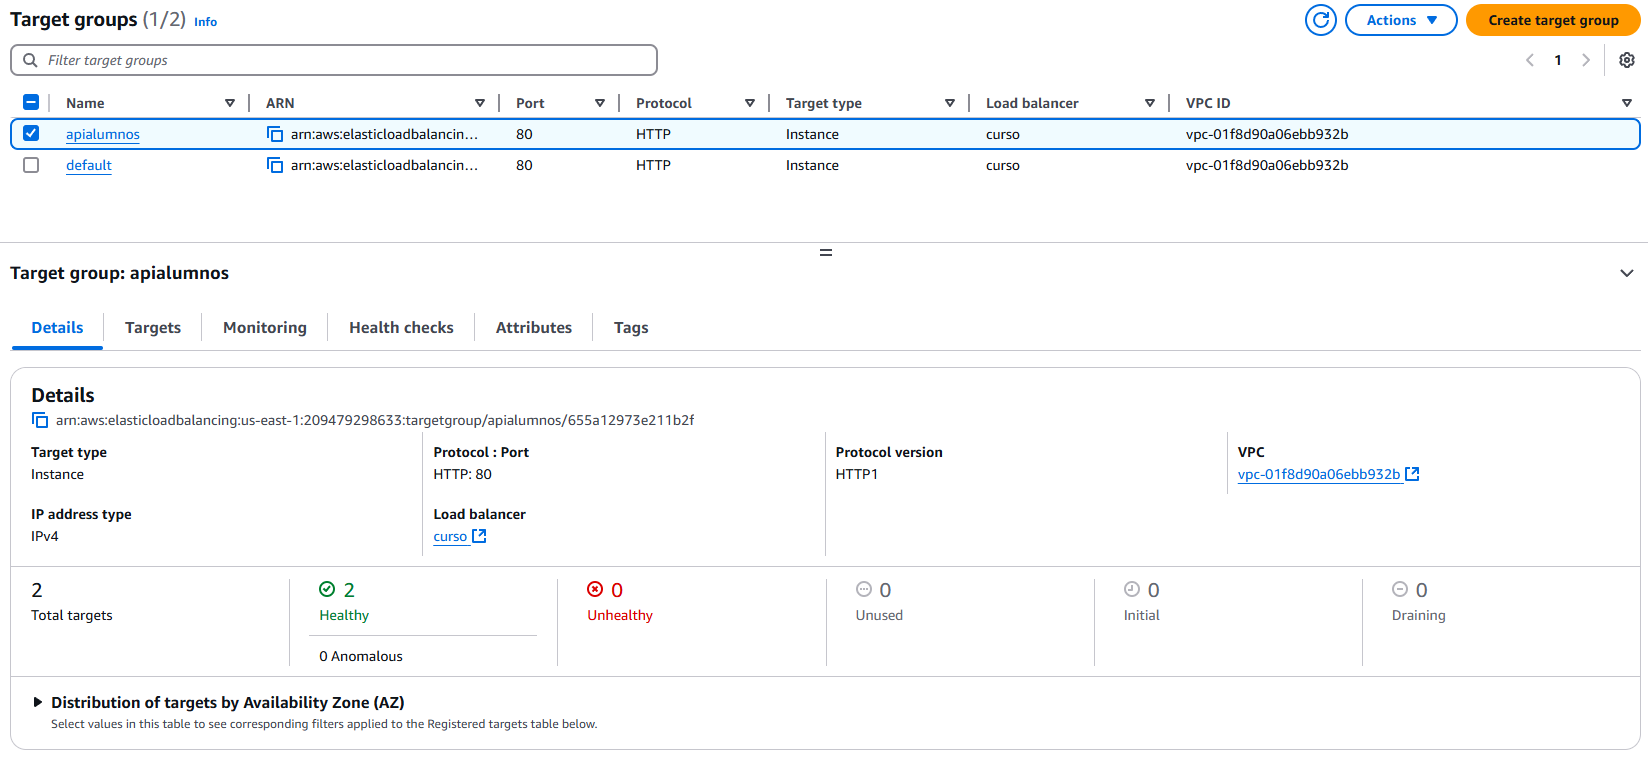 Target groups (1/2) Info
Actions
Create target group
Filter target groups
1
Name ARN Port Protocol Target type Load balancer VPC ID
apialumnos arn:aws:elasticloadbalancin... 80 HTTP Instance curso vpc-01f8d90a06ebb932b
default arn:aws:elasticloadbalancin... 80 HTTP Instance curso vpc-01f8d90a06ebb932b
Target group: apialumnos
Details Targets Monitoring Health checks Attributes Tags
Details
arn:aws:elasticloadbalancing:us-east-1:209479298633:targetgroup/apialumnos/655a12973e211b2f
Target type Protocol : Port Protocol version VPC
Instance HTTP: 80 HTTP1 vpc-01f8d90a06ebb932b
IP address type Load balancer
IPv4 curso
2 2 0 0 0 0
Total targets Healthy Unhealthy Unused Initial Draining
0 Anomalous
Distribution of targets by Availability Zone (AZ)
Select values in this table to see corresponding filters applied to the Registered targets table below.